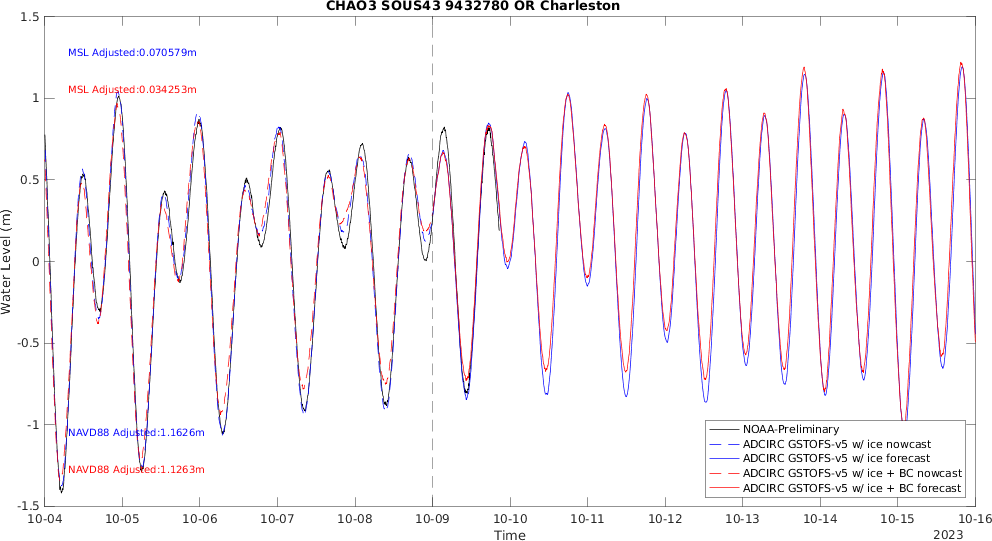 CHAO3 SOUS43 9432780 OR Charleston
1.5
1
0.5
0
-0.5
-1
-1.5
Water Level (m)
MSL Adjusted:0.070579m
MSL Adjusted:0.034253m
NAVD88 Adjusted:1.1626m
NAVD88 Adjusted:1.1263m
NOAA-Preliminary
ADCIRC GSTOFS-v5 w/ ice nowcast
ADCIRC GSTOFS-v5 w/ ice forecast
ADCIRC GSTOFS-v5 w/ ice + BC nowcast
ADCIRC GSTOFS-v5 w/ ice + BC forecast
10-04 10-05 10-06 10-07 10-08 10-09 10-10 10-11 10-12 10-13 10-14 10-15 10-16
Time
2023